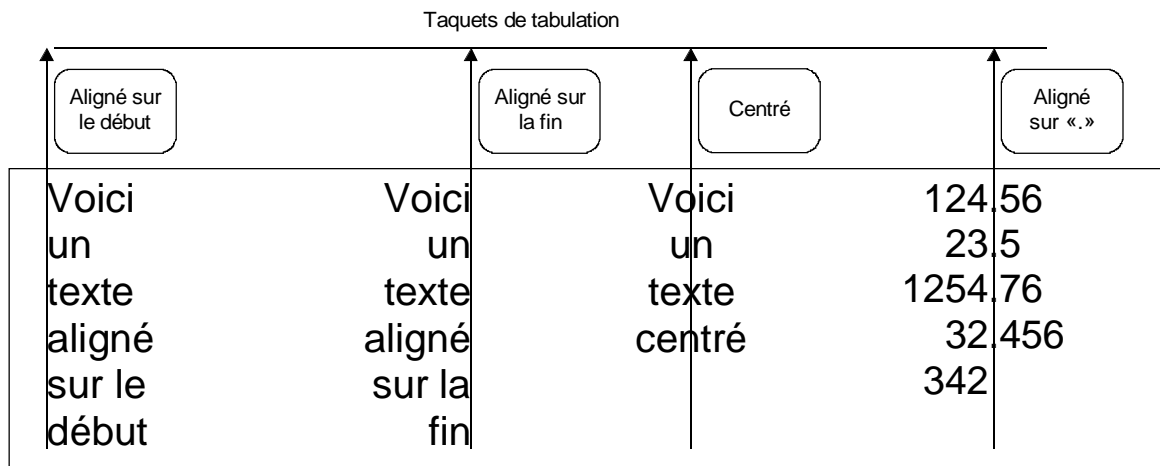 Taquets de tabulation
Aligné sur
le début
Aligné sur
la fin
Centré
Aligné
sur «.»
Voici Voici Voici 124.56
un un un 23.5
texte texte texte 1254.76
aligné aligné centré 32.456
sur le sur la 342
début fin